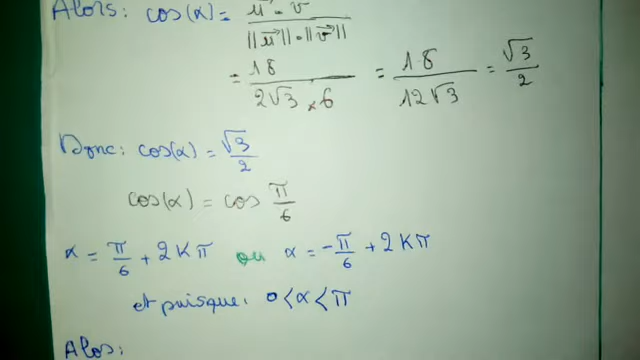 Alors: cos(α) = u⃗ · v⃗ / ||u⃗||·||v⃗||
= 18 / 2√3 × 6 = 18 / 12√3 = √3 / 2
Donc: cos(α) = √3 / 2
cos(α) = cos π/6
α = π/6 + 2Kπ ou α = -π/6 + 2Kπ
et puisque: 0 < α < π
Alos: